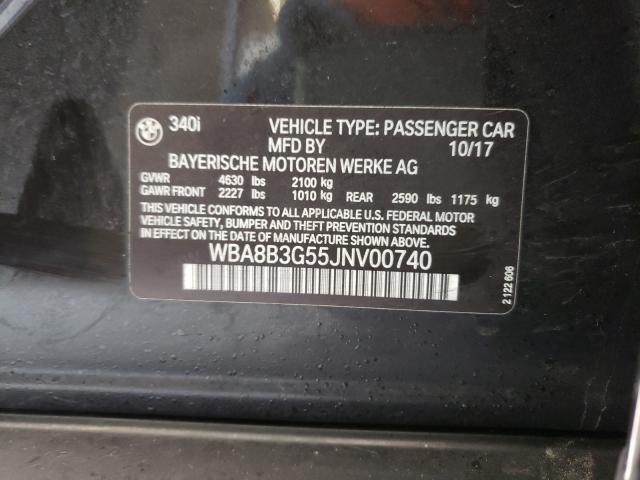 340i VEHICLE TYPE: PASSENGER CAR
MFD BY 10/17
BAYERISCHE MOTOREN WERKE AG
GVWR 4630 lbs 2100 kg
GAWR FRONT 2227 lbs 1010 kg REAR 2590 lbs 1175 kg
THIS VEHICLE CONFORMS TO ALL APPLICABLE U.S. FEDERAL MOTOR
VEHICLE SAFETY, BUMPER AND THEFT PREVENTION STANDARDS
IN EFFECT ON THE DATE OF MANUFACTURE SHOWN ABOVE.
WBA8B3G55JNV00740
2 122 606